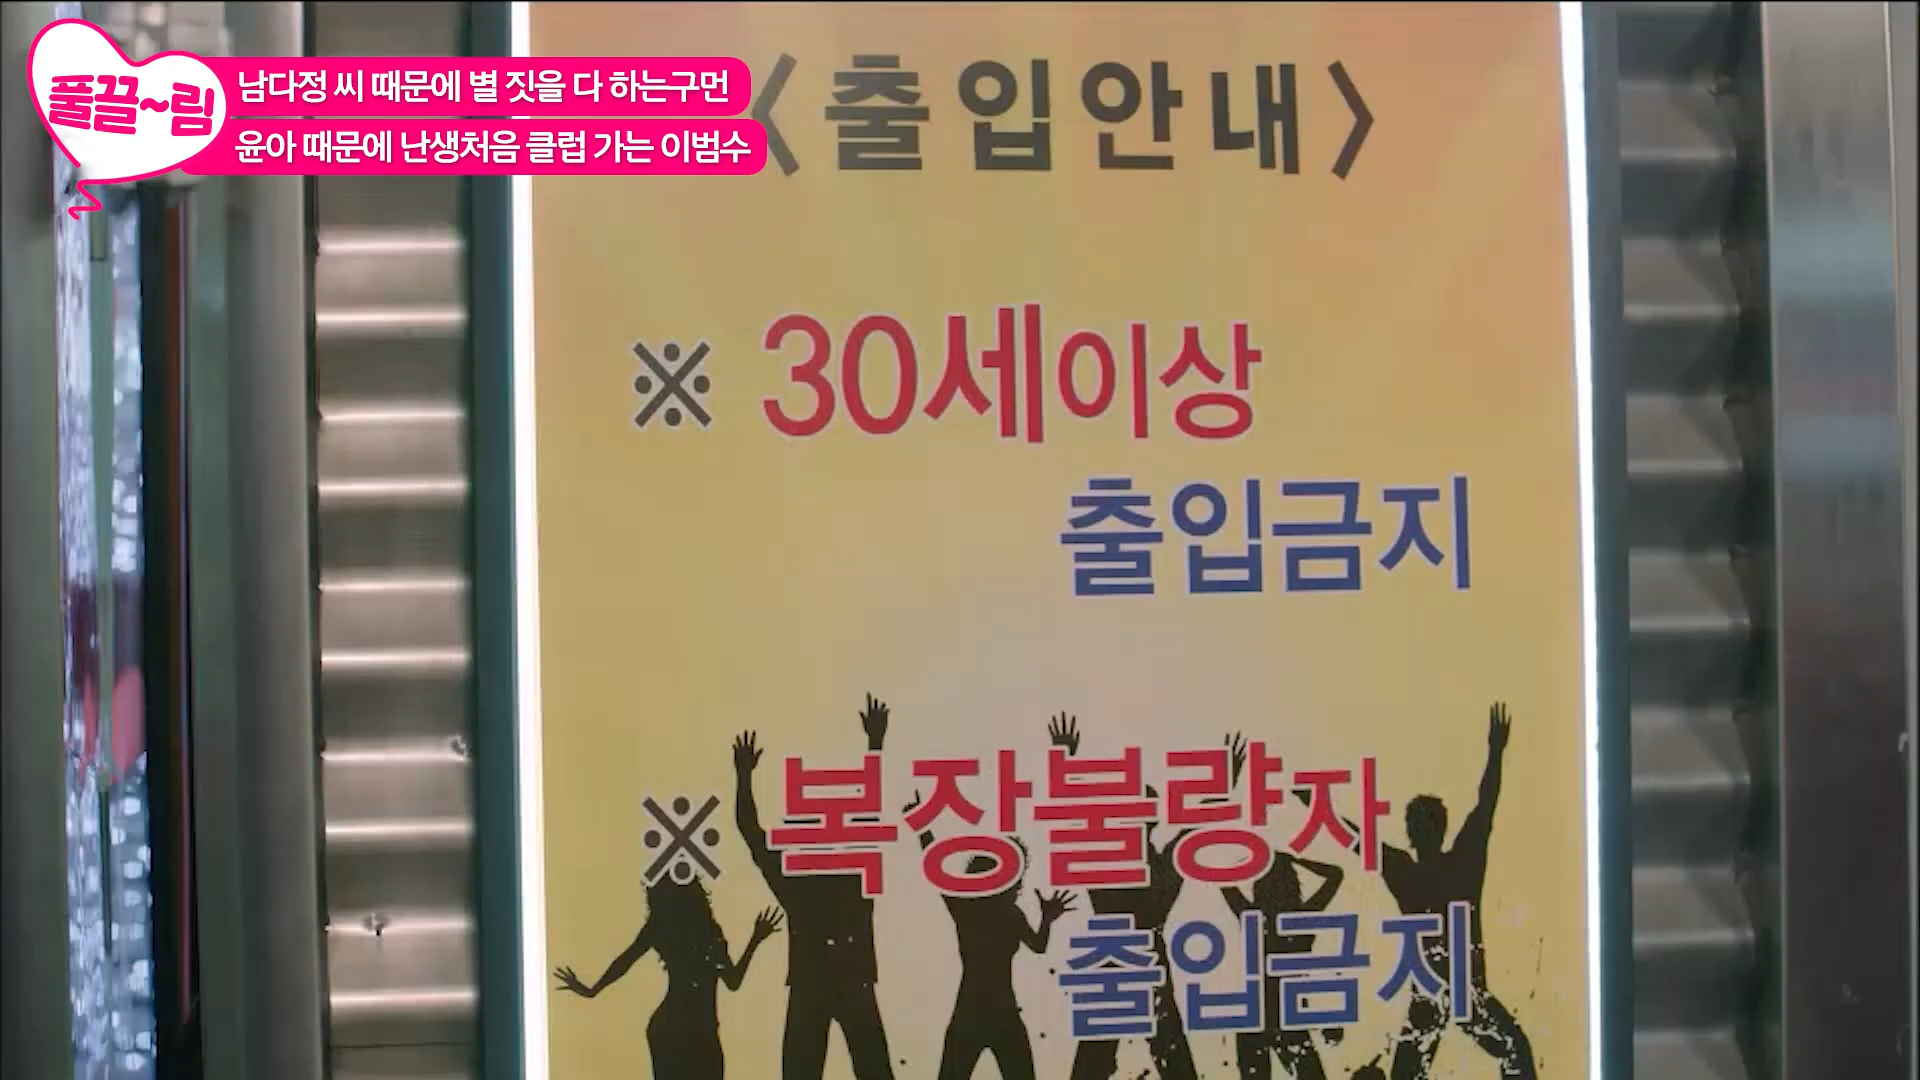 풀끌~림
남다정 씨 때문에 별 짓을 다 하는구먼
윤아 때문에 난생처음 클럽 가는 이범수
<출입안내>
※ 30세이상
출입금지
※ 복장불량자
출입금지